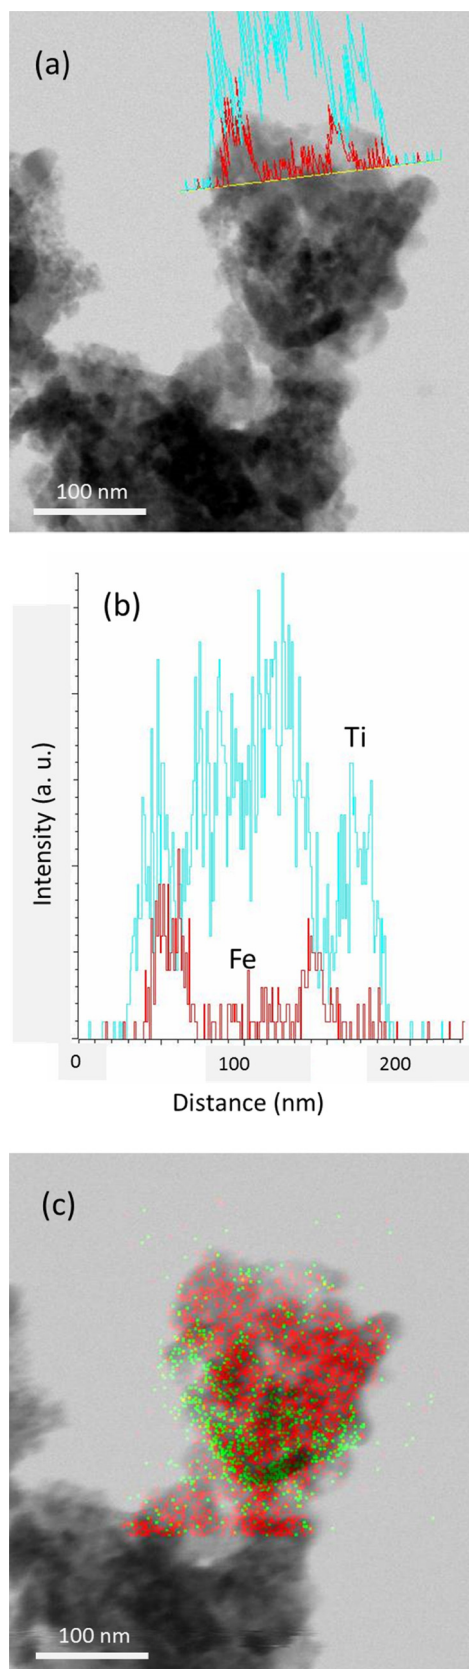 (a)
100 nm
(b)
Ti
Intensity (a. u.)
Fe
0 100 200
Distance (nm)
(c)
100 nm